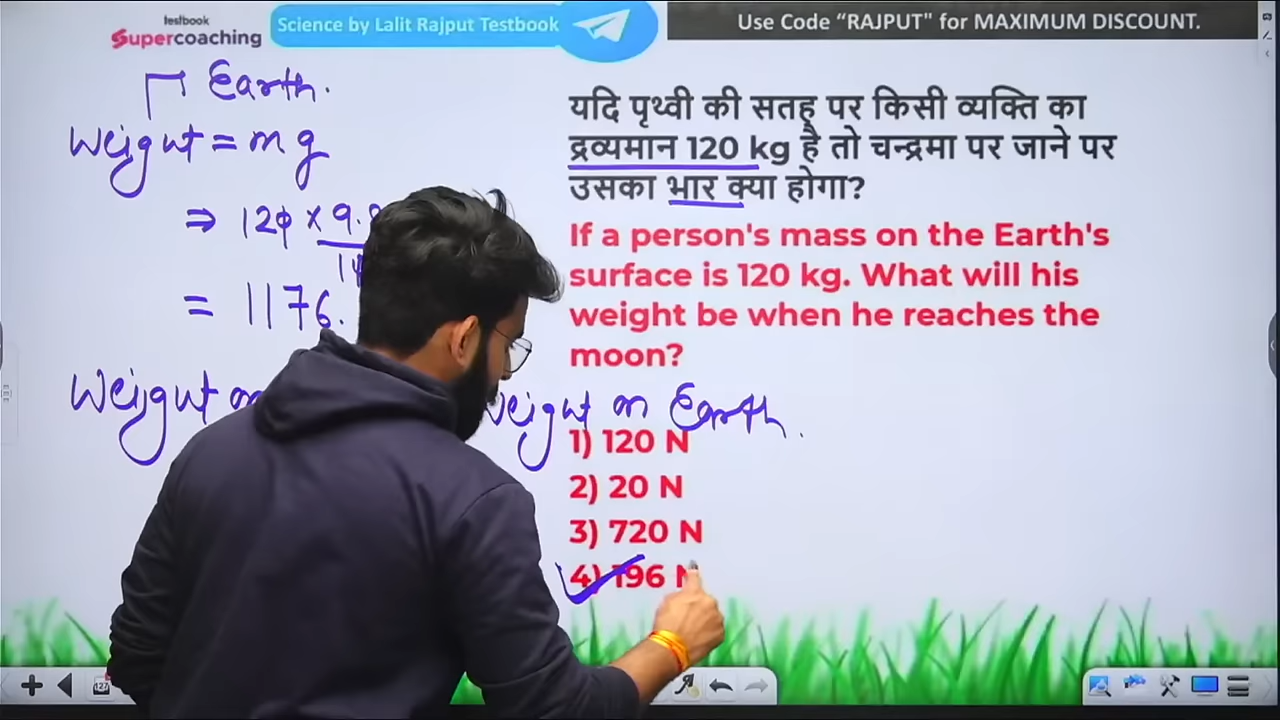 testbook
Supercoaching
Science by Lalit Rajput Testbook
Use Code “RAJPUT" for MAXIMUM DISCOUNT.
Earth.
Weight = mg
⇒ 120 × 9.8
= 1176.
Weight on
weight on Earth.
यदि पृथ्वी की सतह पर किसी व्यक्ति का
द्रव्यमान 120 kg है तो चन्द्रमा पर जाने पर
उसका भार क्या होगा?
If a person's mass on the Earth's
surface is 120 kg. What will his
weight be when he reaches the
moon?
1) 120 N
2) 20 N
3) 720 N
4) 196 N
127